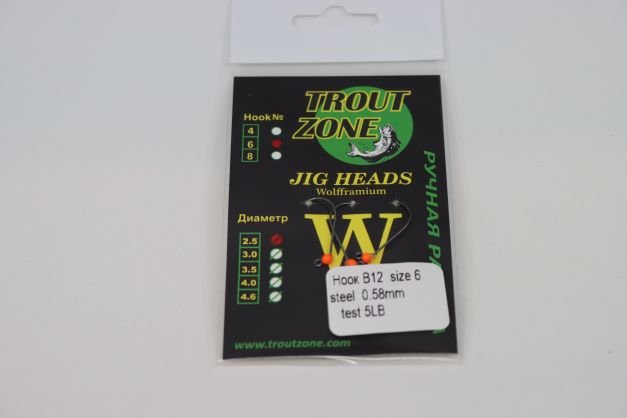 TROUT
ZONE
Hook№
4
6
8
JIG HEADS
Wolfframium
W
РУЧНАЯ
Диаметр
2.5
3.0
3.5
4.0
4.6
Hook B12 size 6
steel 0.58mm
test 5LB
www.troutzone.com